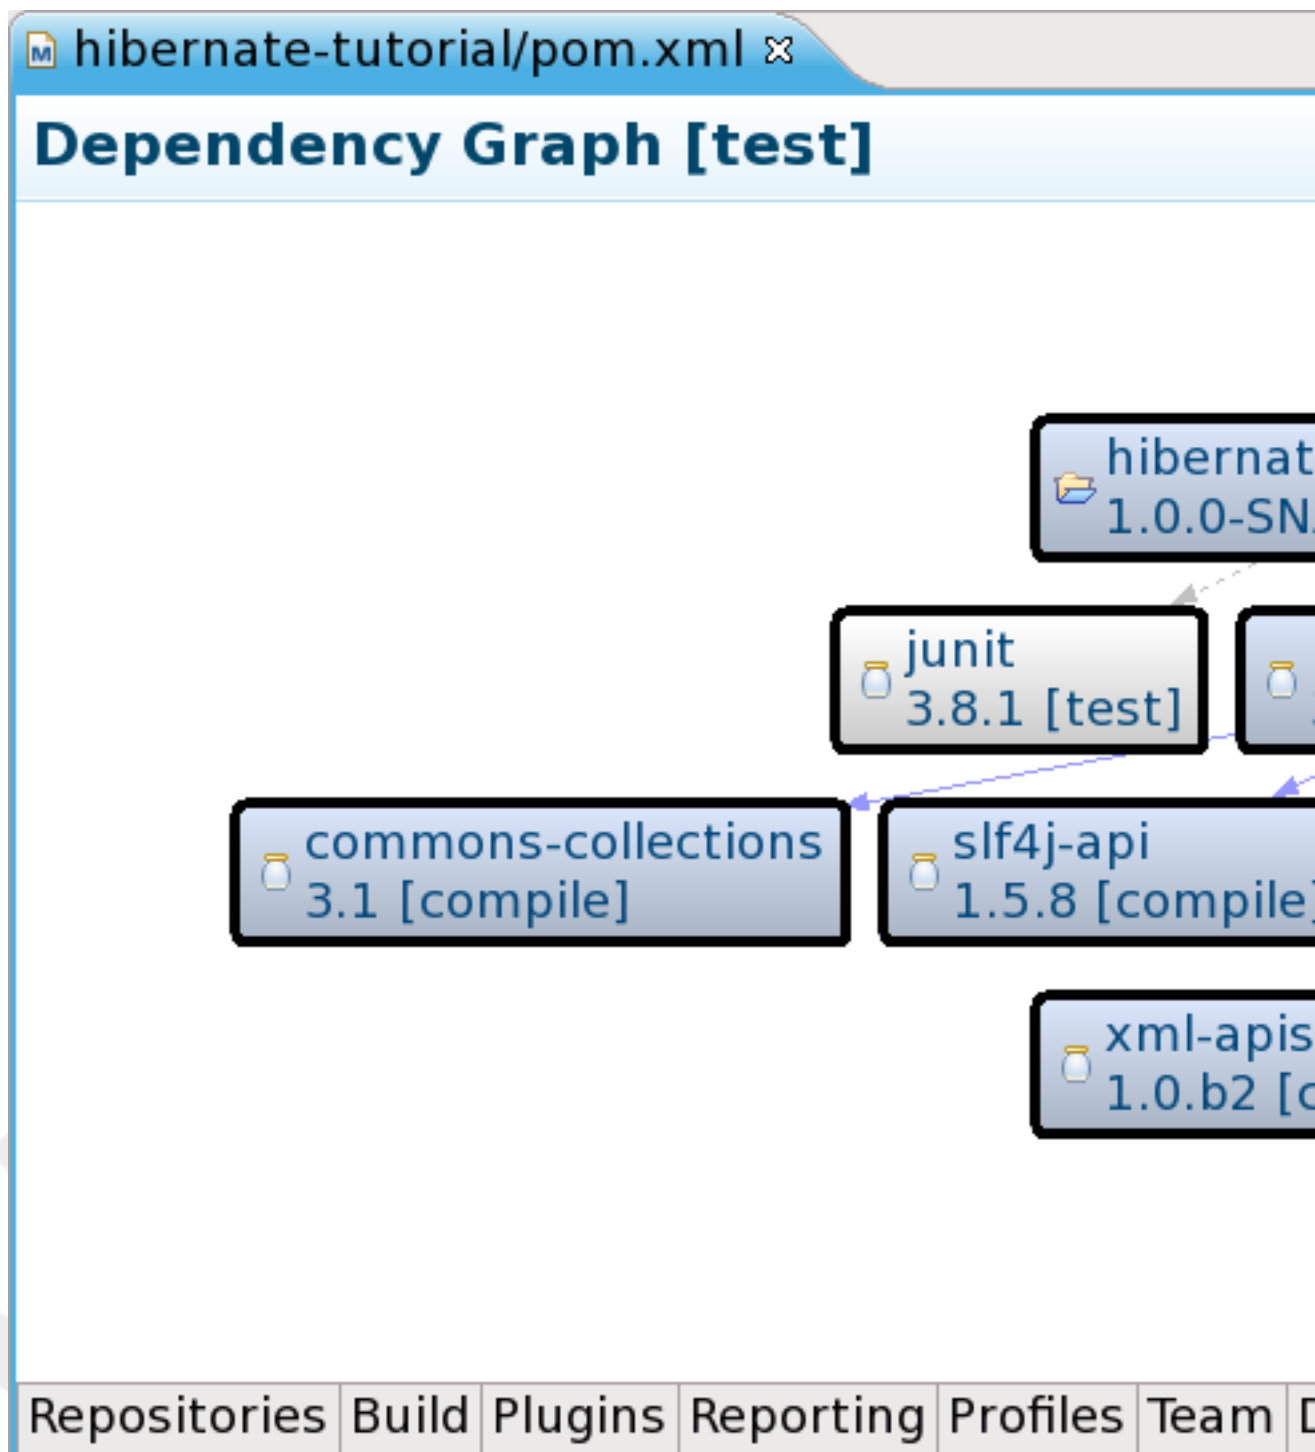 hibernate-tutorial/pom.xml
Dependency Graph [test]
hibernat
1.0.0-SN
junit
3.8.1 [test]
commons-collections
3.1 [compile]
slf4j-api
1.5.8 [compile]
xml-apis
1.0.b2 [c
Repositories Build Plugins Reporting Profiles Team